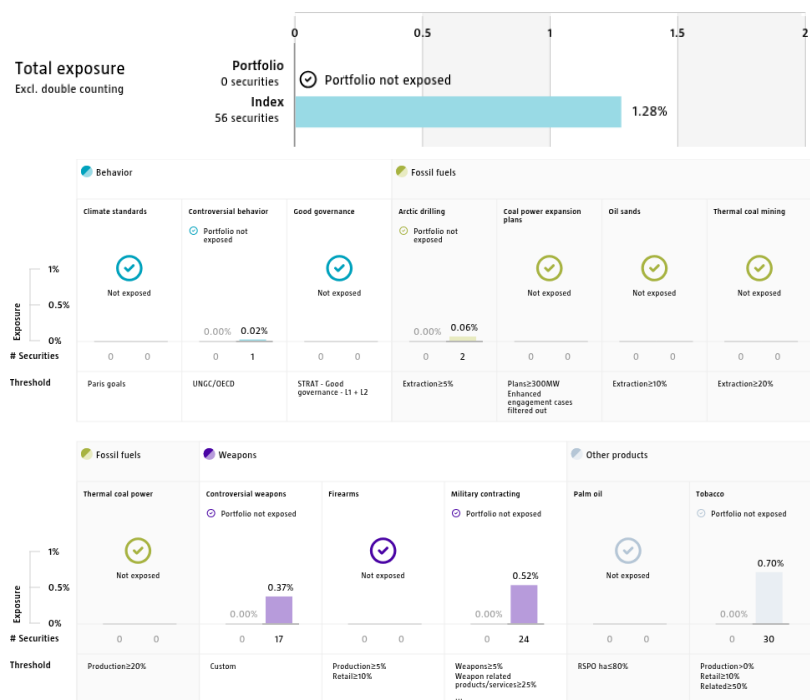 0 0.5 1 1.5 2
Total exposure
Excl. double counting
Portfolio
0 securities
Portfolio not exposed
Index
56 securities
1.28%
Behavior
Fossil fuels
Climate standards
Controversial behavior
Good governance
Arctic drilling
Coal power expansion
plans
Oil sands
Thermal coal mining
Portfolio not
exposed
Portfolio not
exposed
Not exposed
Not exposed
Not exposed
Not exposed
Not exposed
Exposure
1%
0.5%
0%
0.00% 0.02%
0.00% 0.06%
# Securities
0 0 0 1 0 0 0 2 0 0 0 0 0 0
Threshold
Paris goals
UNGC/OECD
STRAT - Good
governance - L1 + L2
Extraction≥5%
Plans≥300MW
Enhanced
engagement cases
filtered out
Extraction≥10%
Extraction≥20%
Fossil fuels
Weapons
Other products
Thermal coal power
Controversial weapons
Firearms
Military contracting
Palm oil
Tobacco
Portfolio not exposed
Portfolio not exposed
Portfolio not exposed
Not exposed
Not exposed
Not exposed
Exposure
1%
0.5%
0%
0.00% 0.37%
0.00% 0.52%
0.00% 0.70%
# Securities
0 0 0 17 0 0 0 24 0 0 0 30
Threshold
Production≥20%
Custom
Production≥5%
Retail≥10%
Weapons≥5%
Weapon related
products/services≥25%
RSPO ha≤80%
Production>0%
Retail≥10%
Related≥50%